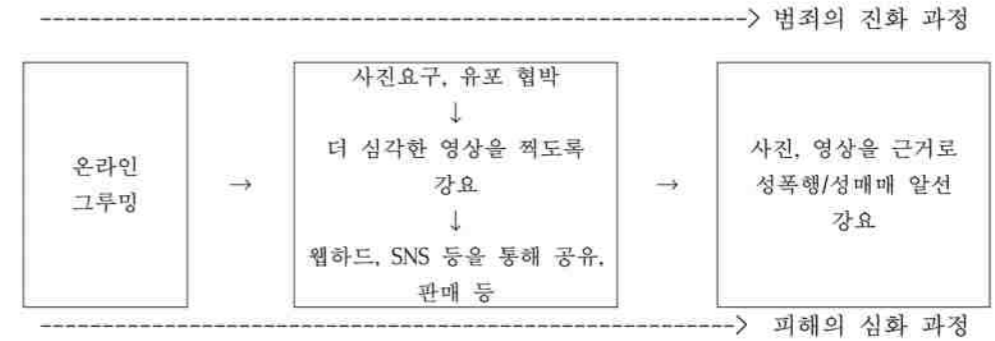 범죄의 진화 과정
온라인
그루밍
→
사진요구, 유포 협박
↓
더 심각한 영상을 찍도록
강요
↓
웹하드, SNS 등을 통해 공유,
판매 등
→
사진, 영상을 근거로
성폭행/성매매 알선
강요
피해의 심화 과정